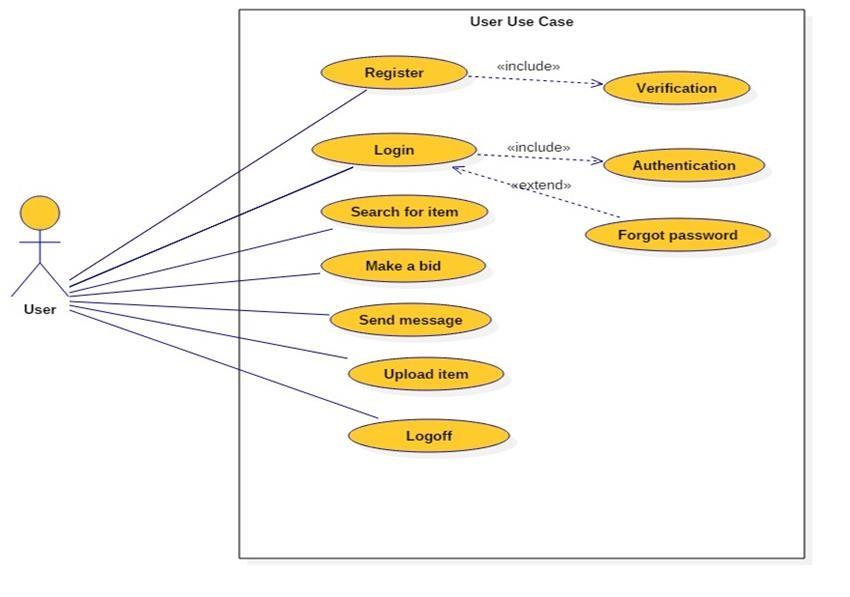 User Use Case
Register
«include»
Verification
Login
«include»
Authentication
«extend»
Search for item
Forgot password
Make a bid
User
Send message
Upload item
Logoff